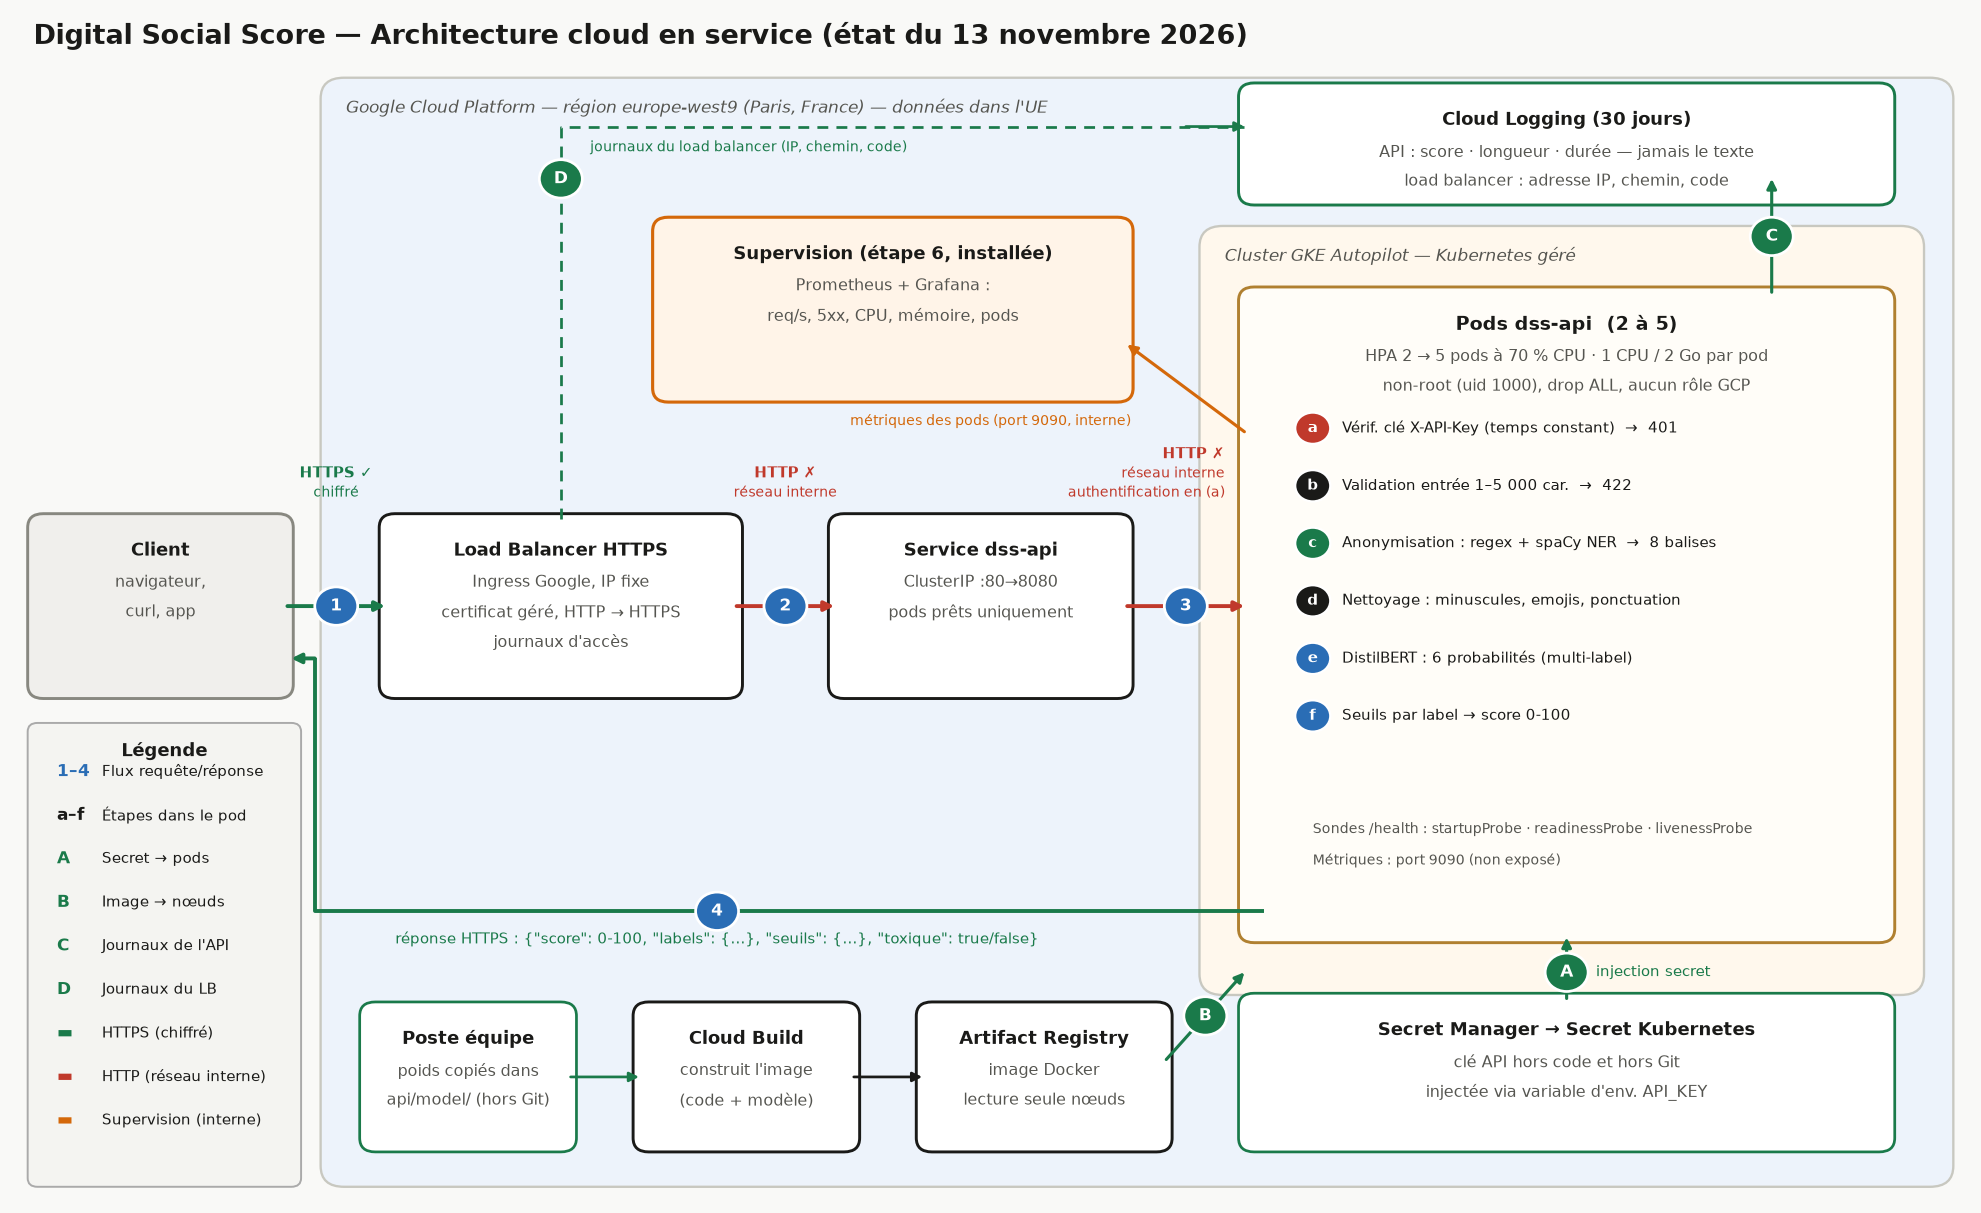 Digital Social Score — Architecture cloud en service (état du 13 novembre 2026)
Google Cloud Platform — région europe-west9 (Paris, France) — données dans l'UE
journaux du load balancer (IP, chemin, code)
D
Cloud Logging (30 jours)
API : score · longueur · durée — jamais le texte
load balancer : adresse IP, chemin, code
C
Supervision (étape 6, installée)
Prometheus + Grafana :
req/s, 5xx, CPU, mémoire, pods
métriques des pods (port 9090, interne)
Cluster GKE Autopilot — Kubernetes géré
Pods dss-api (2 à 5)
HPA 2 → 5 pods à 70 % CPU · 1 CPU / 2 Go par pod
non-root (uid 1000), drop ALL, aucun rôle GCP
a Vérif. clé X-API-Key (temps constant) → 401
b Validation entrée 1–5 000 car. → 422
c Anonymisation : regex + spaCy NER → 8 balises
d Nettoyage : minuscules, emojis, ponctuation
e DistilBERT : 6 probabilités (multi-label)
f Seuils par label → score 0-100
Sondes /health : startupProbe · readinessProbe · livenessProbe
Métriques : port 9090 (non exposé)
HTTPS ✓
chiffré
HTTP ✗
réseau interne
HTTP ✗
réseau interne
authentification en (a)
Client
navigateur,
curl, app
1
Load Balancer HTTPS
Ingress Google, IP fixe
certificat géré, HTTP → HTTPS
journaux d'accès
2
Service dss-api
ClusterIP :80→8080
pods prêts uniquement
3
4
réponse HTTPS : {"score": 0-100, "labels": {…}, "seuils": {…}, "toxique": true/false}
Légende
1–4 Flux requête/réponse
a–f Étapes dans le pod
A Secret → pods
B Image → nœuds
C Journaux de l'API
D Journaux du LB
HTTPS (chiffré)
HTTP (réseau interne)
Supervision (interne)
Poste équipe
poids copiés dans
api/model/ (hors Git)
Cloud Build
construit l'image
(code + modèle)
Artifact Registry
image Docker
lecture seule nœuds
B
A injection secret
Secret Manager → Secret Kubernetes
clé API hors code et hors Git
injectée via variable d'env. API_KEY